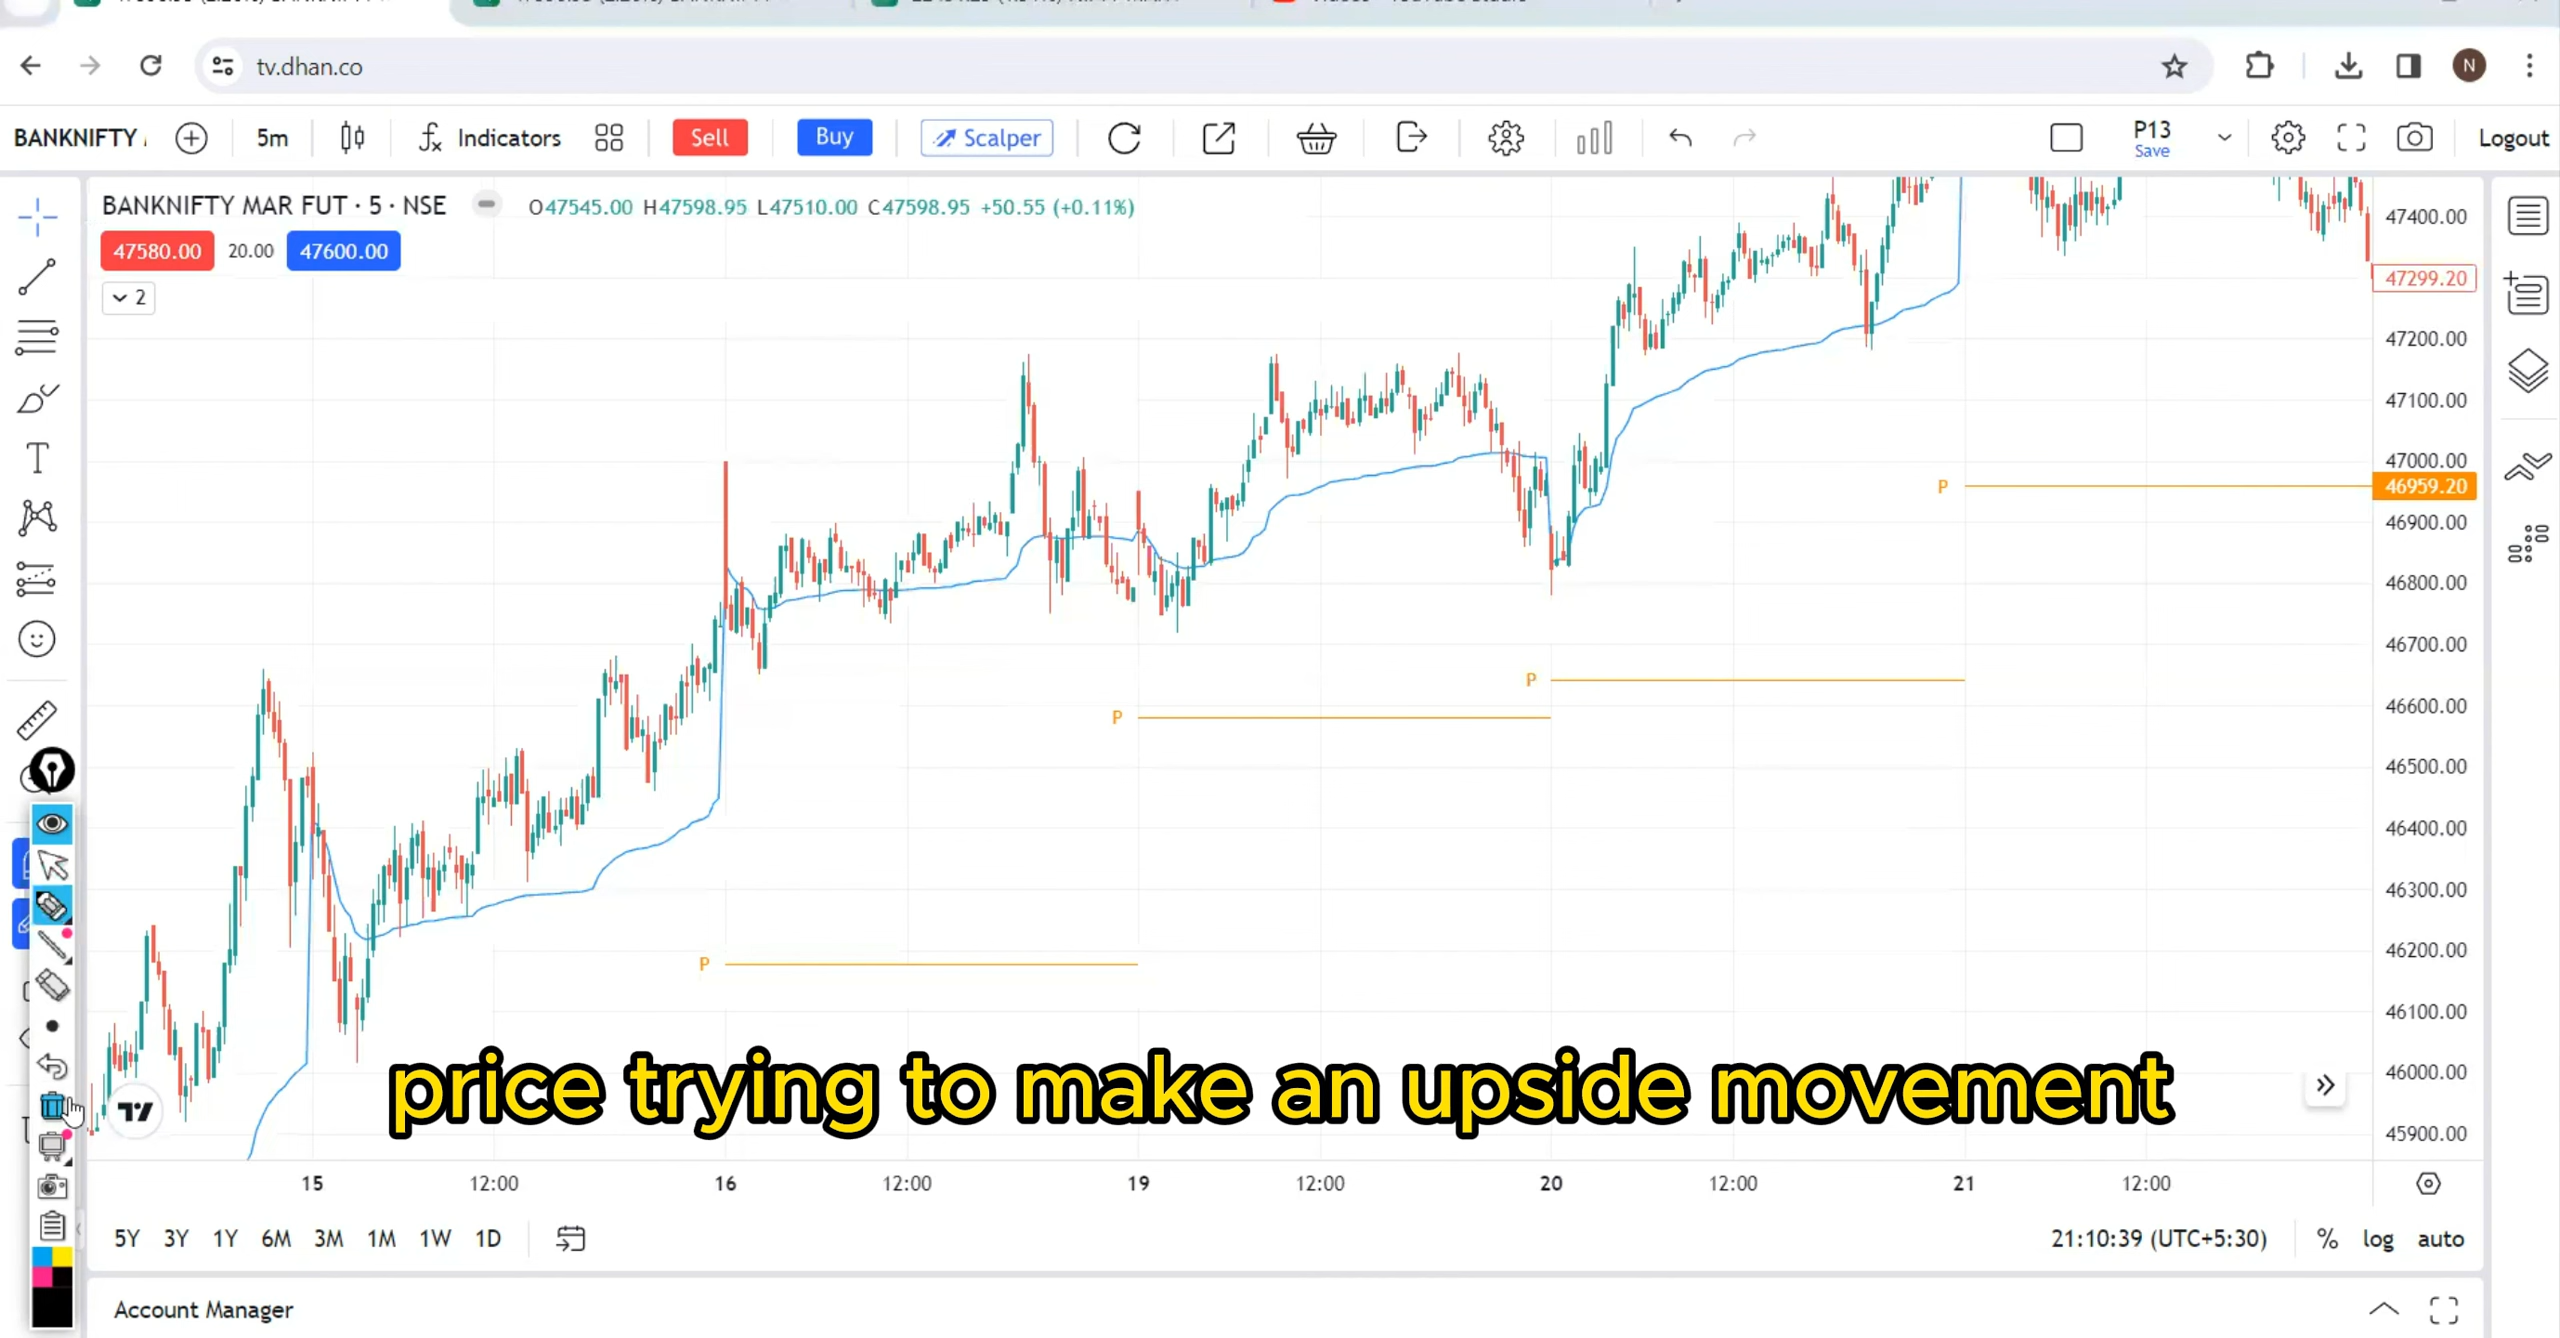 tv.dhan.co
N
BANKNIFTY
5m
Indicators
Sell
Buy
Scalper
P13
Save
Logout
BANKNIFTY MAR FUT · 5 · NSE
O47545.00 H47598.95 L47510.00 C47598.95 +50.55 (+0.11%)
47580.00 20.00 47600.00
2
47400.00
47299.20
47200.00
47100.00
47000.00
P 46959.20
46900.00
46800.00
46700.00
P
46600.00
P
46500.00
46400.00
46300.00
46200.00
P
46100.00
46000.00
45900.00
price trying to make an upside movement
15 12:00 16 12:00 19 12:00 20 12:00 21 12:00
5Y 3Y 1Y 6M 3M 1M 1W 1D
21:10:39 (UTC+5:30) % log auto
Account Manager